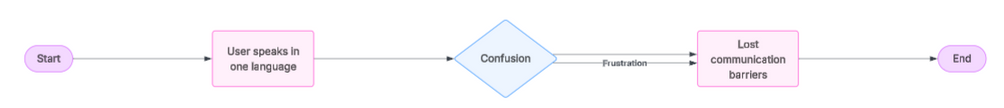 Start
User speaks in
one language
Confusion
Frustration
Lost
communication
barriers
End